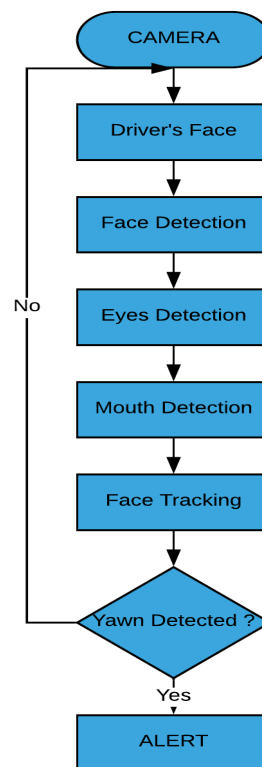 CAMERA
Driver's Face
Face Detection
Eyes Detection
No
Mouth Detection
Face Tracking
Yawn Detected ?
Yes
ALERT